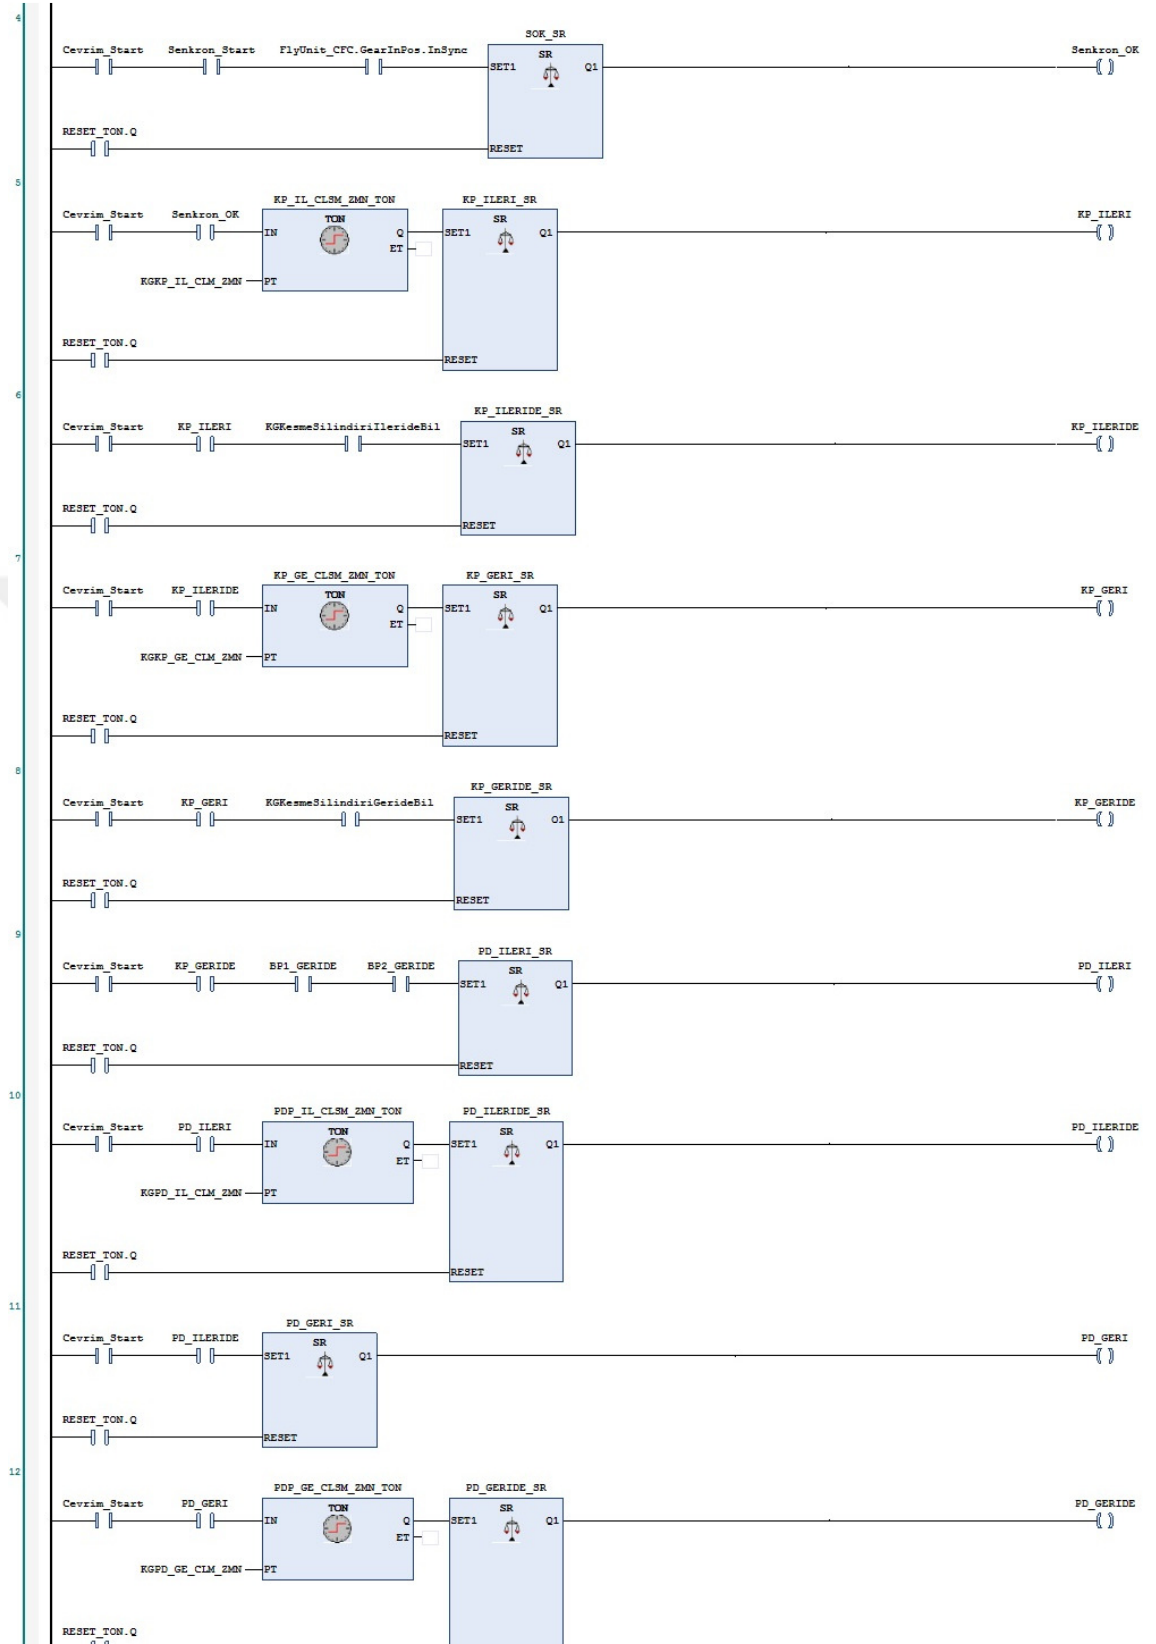 4
SOK_SR
Cevrim_Start Senkron_Start FlyUnit_CFC.GearInPos.InSync SR Senkron_OK
SET1 Q1
RESET_TON.Q
RESET
5
KP_IL_CLSM_ZMN_TON KP_ILERI_SR
Cevrim_Start Senkron_OK TON SR KP_ILERI
IN Q SET1 Q1
ET
KGKP_IL_CLM_ZMN PT
RESET_TON.Q
RESET
6
KP_ILERIDE_SR
Cevrim_Start KP_ILERI KGKesmeSilindiriIlerideBil SR KP_ILERIDE
SET1 Q1
RESET_TON.Q
RESET
7
KP_GE_CLSM_ZMN_TON KP_GERI_SR
Cevrim_Start KP_ILERIDE TON SR KP_GERI
IN Q SET1 Q1
ET
KGKP_GE_CLM_ZMN PT
RESET_TON.Q
RESET
8
KP_GERIDE_SR
Cevrim_Start KP_GERI KGKesmeSilindiriGerideBil SR KP_GERIDE
SET1 Q1
RESET_TON.Q
RESET
9
PD_ILERI_SR
Cevrim_Start KP_GERIDE BP1_GERIDE BP2_GERIDE SR PD_ILERI
SET1 Q1
RESET_TON.Q
RESET
10
PDP_IL_CLSM_ZMN_TON PD_ILERIDE_SR
Cevrim_Start PD_ILERI TON SR PD_ILERIDE
IN Q SET1 Q1
ET
KGPD_IL_CLM_ZMN PT
RESET_TON.Q
RESET
11
PD_GERI_SR
Cevrim_Start PD_ILERIDE SR PD_GERI
SET1 Q1
RESET_TON.Q
RESET
12
PDP_GE_CLSM_ZMN_TON PD_GERIDE_SR
Cevrim_Start PD_GERI TON SR PD_GERIDE
IN Q SET1 Q1
ET
KGPD_GE_CLM_ZMN PT
RESET_TON.Q